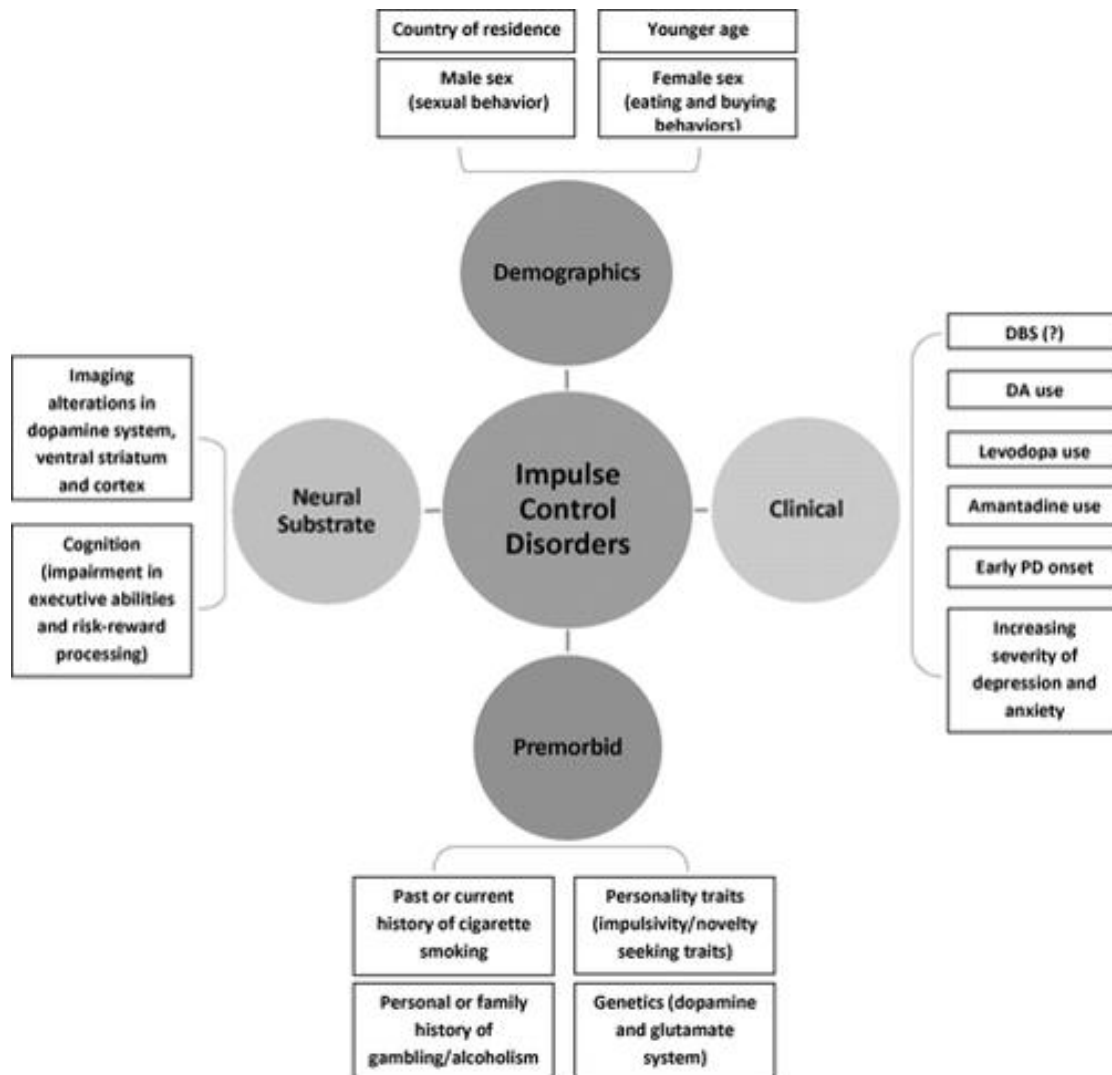 Country of residence
Younger age
Male sex
(sexual behavior)
Female sex
(eating and buying
behaviors)
Demographics
DBS (?)
DA use
Levodopa use
Amantadine use
Early PD onset
Increasing
severity of
depression and
anxiety
Clinical
Impulse
Control
Disorders
Neural
Substrate
Imaging
alterations in
dopamine system,
ventral striatum
and cortex
Cognition
(impairment in
executive abilities
and risk-reward
processing)
Premorbid
Past or current
history of cigarette
smoking
Personality traits
(impulsivity/novelty
seeking traits)
Personal or family
history of
gambling/alcoholism
Genetics (dopamine
and glutamate
system)